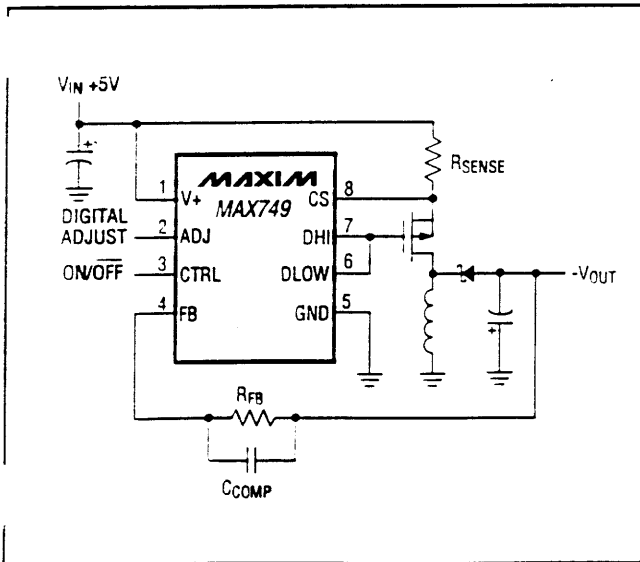 VIN +5V
RSENSE
MAXIM
MAX749
1 V+
CS 8
DIGITAL ADJUST
2 ADJ
DHI 7
ON/OFF
3 CTRL
DLOW 6
4 FB
GND 5
-VOUT
RFB
CCOMP